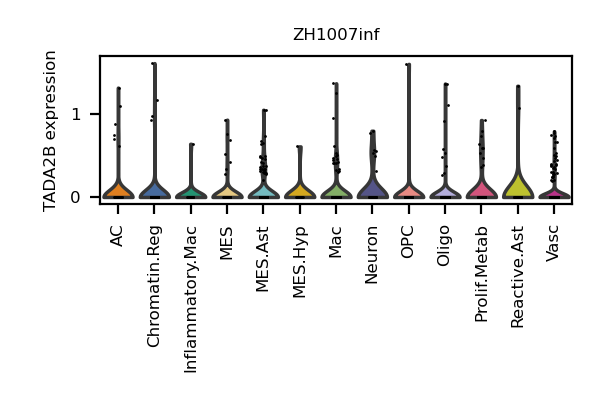 ZH1007inf
TADA2B expression
1
0
AC
Chromatin.Reg
Inflammatory.Mac
MES
MES.Ast
MES.Hyp
Mac
Neuron
OPC
Oligo
Prolif.Metab
Reactive.Ast
Vasc